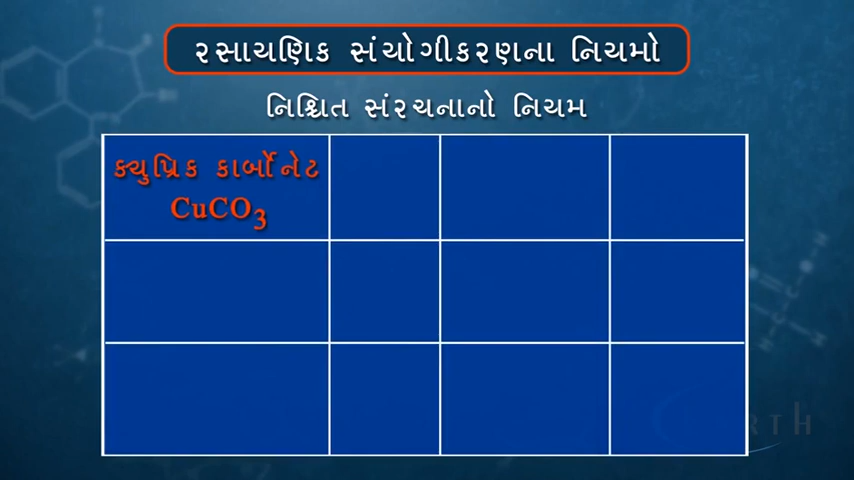 રસાયણિક સંયોગીકરણના નિયમો
નિશ્ચિત સંરચનાનો નિયમ
ક્યુપ્રિક કાર્બોનેટ
CuCO₃